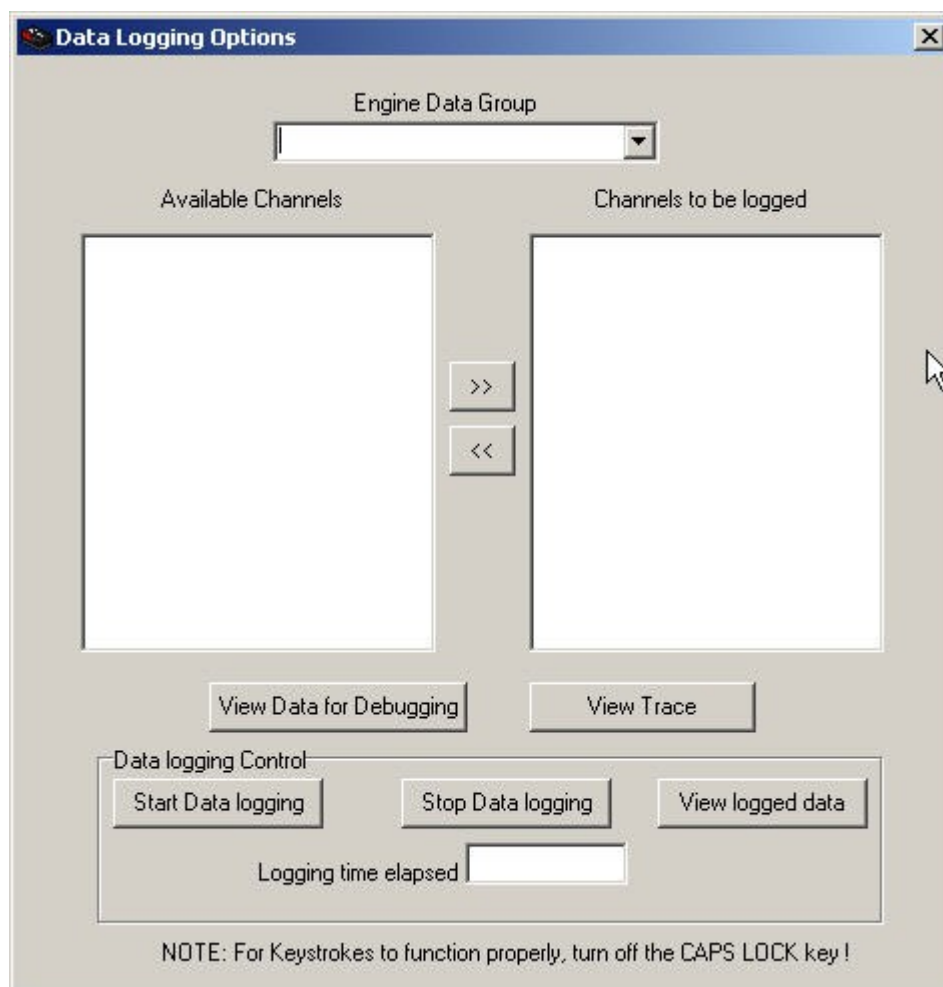 Data Logging Options
Engine Data Group
Available Channels
Channels to be logged
>>
<<
View Data for Debugging
View Trace
Data logging Control
Start Data logging
Stop Data logging
View logged data
Logging time elapsed
NOTE: For Keystrokes to function properly, turn off the CAPS LOCK key !